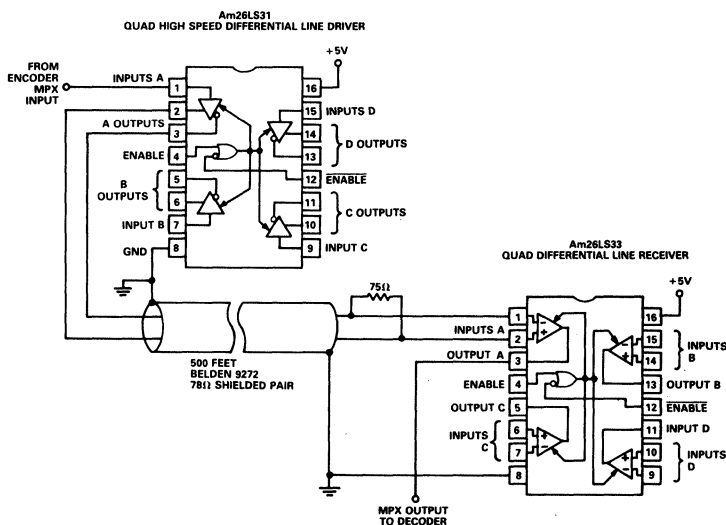 Am26LS31
QUAD HIGH SPEED DIFFERENTIAL LINE DRIVER
+5V
FROM
ENCODER
MPX
INPUT
INPUTS A
1
16
2
15
INPUTS D
A OUTPUTS
3
14
D OUTPUTS
13
ENABLE
4
12
ENABLE
B
OUTPUTS
5
11
6
10
C OUTPUTS
INPUT B
7
9
INPUT C
GND
8
Am26LS33
QUAD DIFFERENTIAL LINE RECEIVER
+5V
75Ω
500 FEET
BELDEN 9272
78Ω SHIELDED PAIR
1
16
INPUTS A
2
15
INPUTS
B
14
OUTPUT A
3
13
OUTPUT B
ENABLE
4
12
ENABLE
OUTPUT C
5
11
INPUT D
INPUTS
C
6
10
INPUTS
D
7
9
8
MPX OUTPUT
TO DECODER